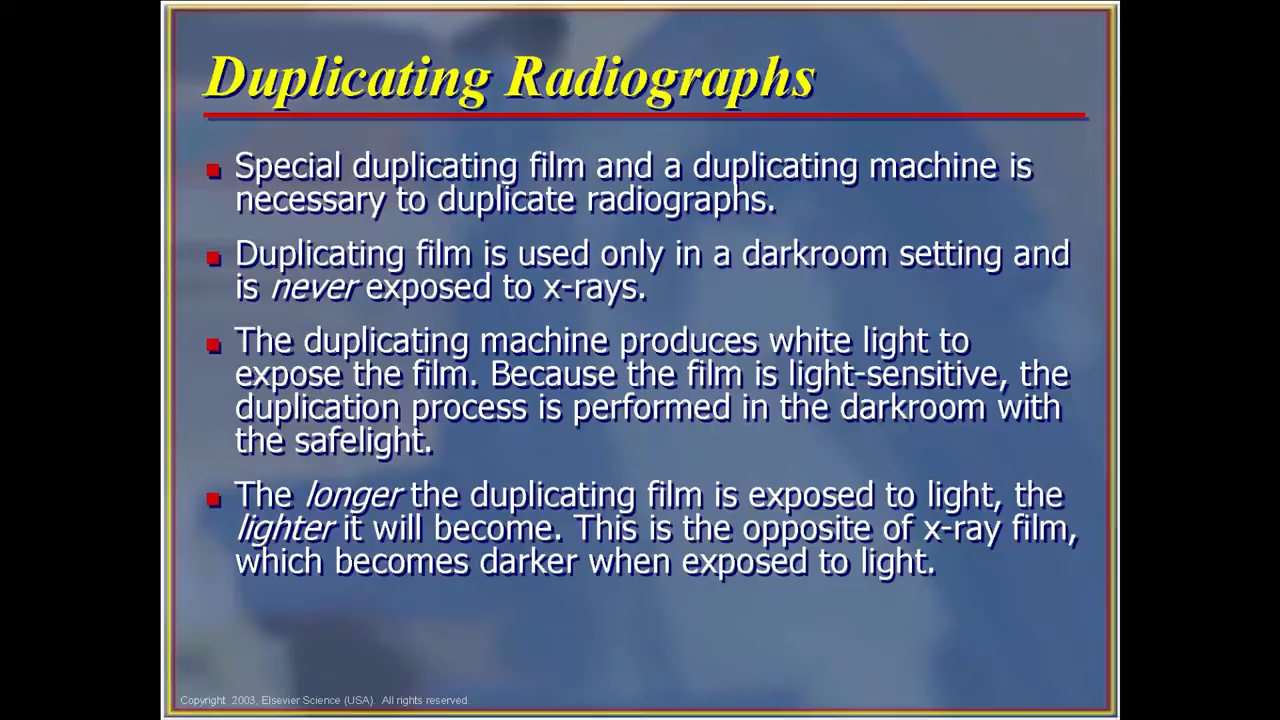 Duplicating Radiographs
Special duplicating film and a duplicating machine is
necessary to duplicate radiographs.
Duplicating film is used only in a darkroom setting and
is never exposed to x-rays.
The duplicating machine produces white light to
expose the film. Because the film is light-sensitive, the
duplication process is performed in the darkroom with
the safelight.
The longer the duplicating film is exposed to light, the
lighter it will become. This is the opposite of x-ray film,
which becomes darker when exposed to light.
Copyright 2003, Elsevier Science (USA). All rights reserved.